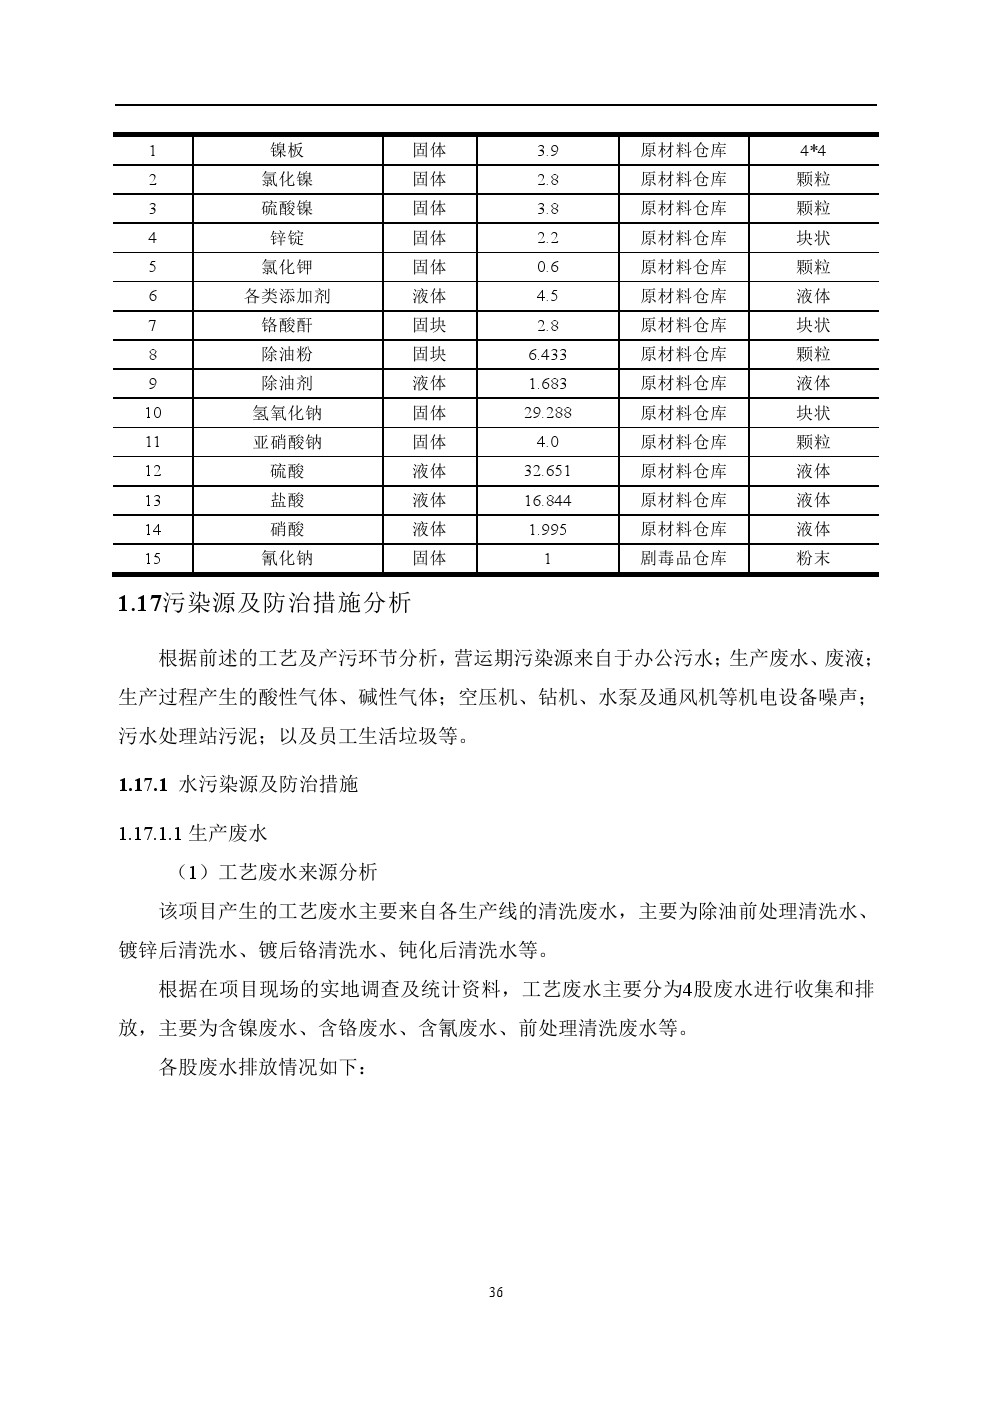 1 镍板 固体 3.9 原材料仓库 4*4
2 氯化镍 固体 2.8 原材料仓库 颗粒
3 硫酸镍 固体 3.8 原材料仓库 颗粒
4 锌锭 固体 2.2 原材料仓库 块状
5 氯化钾 固体 0.6 原材料仓库 颗粒
6 各类添加剂 液体 4.5 原材料仓库 液体
7 铬酸酐 固块 2.8 原材料仓库 块状
8 除油粉 固块 6.433 原材料仓库 颗粒
9 除油剂 液体 1.683 原材料仓库 液体
10 氢氧化钠 固体 29.288 原材料仓库 块状
11 亚硝酸钠 固体 4.0 原材料仓库 颗粒
12 硫酸 液体 32.651 原材料仓库 液体
13 盐酸 液体 16.844 原材料仓库 液体
14 硝酸 液体 1.995 原材料仓库 液体
15 氰化钠 固体 1 剧毒品仓库 粉末
1.17污染源及防治措施分析
根据前述的工艺及产污环节分析，营运期污染源来自于办公污水；生产废水、废液；
生产过程产生的酸性气体、碱性气体；空压机、钻机、水泵及通风机等机电设备噪声；
污水处理站污泥；以及员工生活垃圾等。
1.17.1 水污染源及防治措施
1.17.1.1 生产废水
（1）工艺废水来源分析
该项目产生的工艺废水主要来自各生产线的清洗废水，主要为除油前处理清洗水、
镀锌后清洗水、镀后铬清洗水、钝化后清洗水等。
根据在项目现场的实地调查及统计资料，工艺废水主要分为4股废水进行收集和排
放，主要为含镍废水、含铬废水、含氰废水、前处理清洗废水等。
各股废水排放情况如下：
36